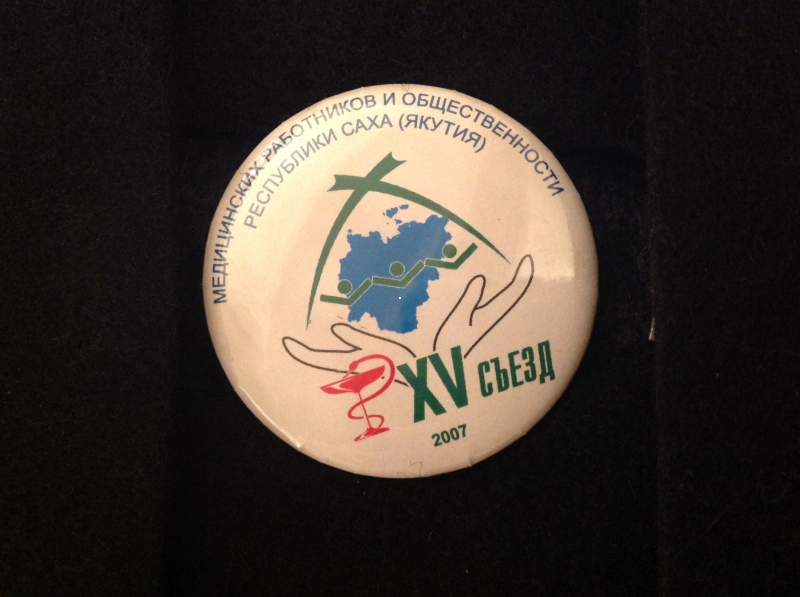 МЕДИЦИНСКИХ РАБОТНИКОВ И ОБЩЕСТВЕННОСТИ
РЕСПУБЛИКИ САХА (ЯКУТИЯ)
XV СЪЕЗД
2007